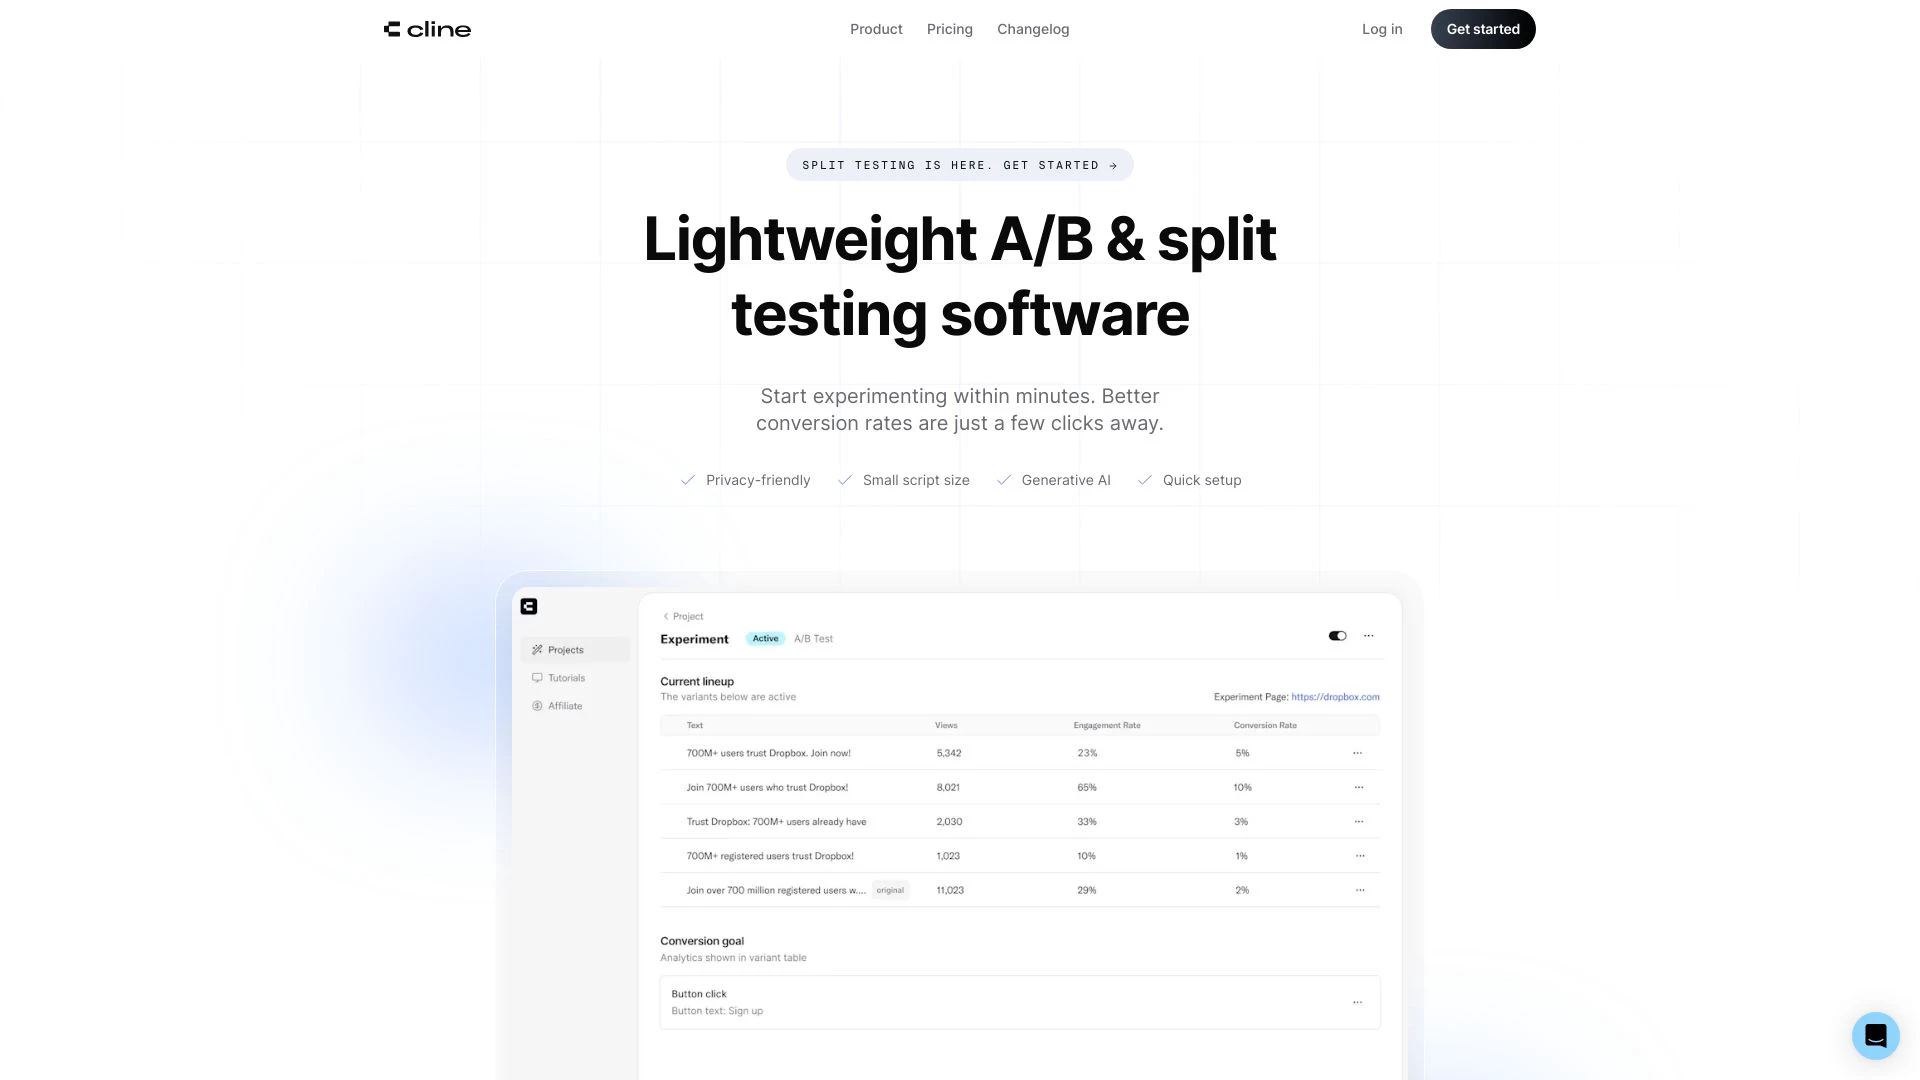 cline
Product Pricing Changelog
Log in Get started
SPLIT TESTING IS HERE. GET STARTED →
Lightweight A/B & split
testing software
Start experimenting within minutes. Better
conversion rates are just a few clicks away.
Privacy-friendly Small script size Generative AI Quick setup
Projects
Tutorials
Affiliate
Project
Experiment Active A/B Test
Current lineup
The variants below are active
Experiment Page: https://dropbox.com
Text Views Engagement Rate Conversion Rate
700M+ users trust Dropbox. Join now! 5,342 23% 5%
Join 700M+ users who trust Dropbox! 8,021 65% 10%
Trust Dropbox: 700M+ users already have 2,030 33% 3%
700M+ registered users trust Dropbox! 1,023 10% 1%
Join over 700 million registered users w.... original 11,023 29% 2%
Conversion goal
Analytics shown in variant table
Button click
Button text: Sign up